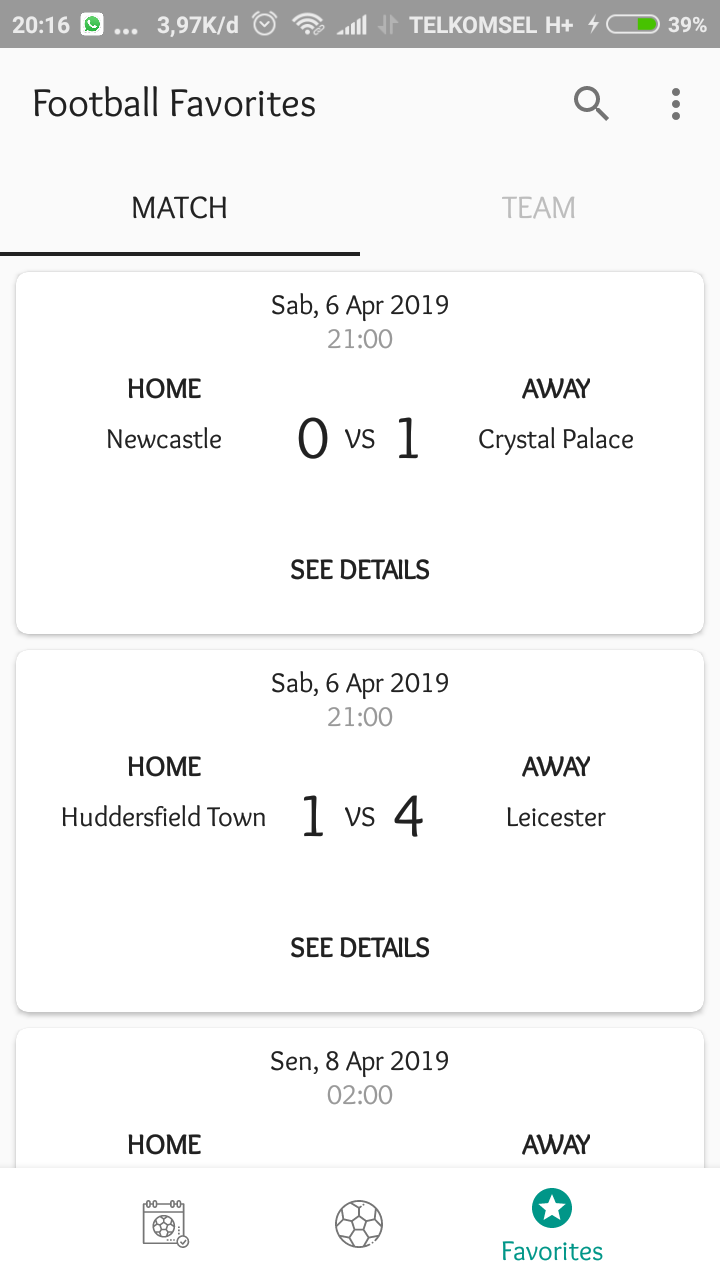 20:16 ... 3,97K/d TELKOMSEL H+ 39%
Football Favorites
MATCH TEAM
Sab, 6 Apr 2019
21:00
HOME AWAY
Newcastle 0 VS 1 Crystal Palace
SEE DETAILS
Sab, 6 Apr 2019
21:00
HOME AWAY
Huddersfield Town 1 VS 4 Leicester
SEE DETAILS
Sen, 8 Apr 2019
02:00
HOME AWAY
Favorites